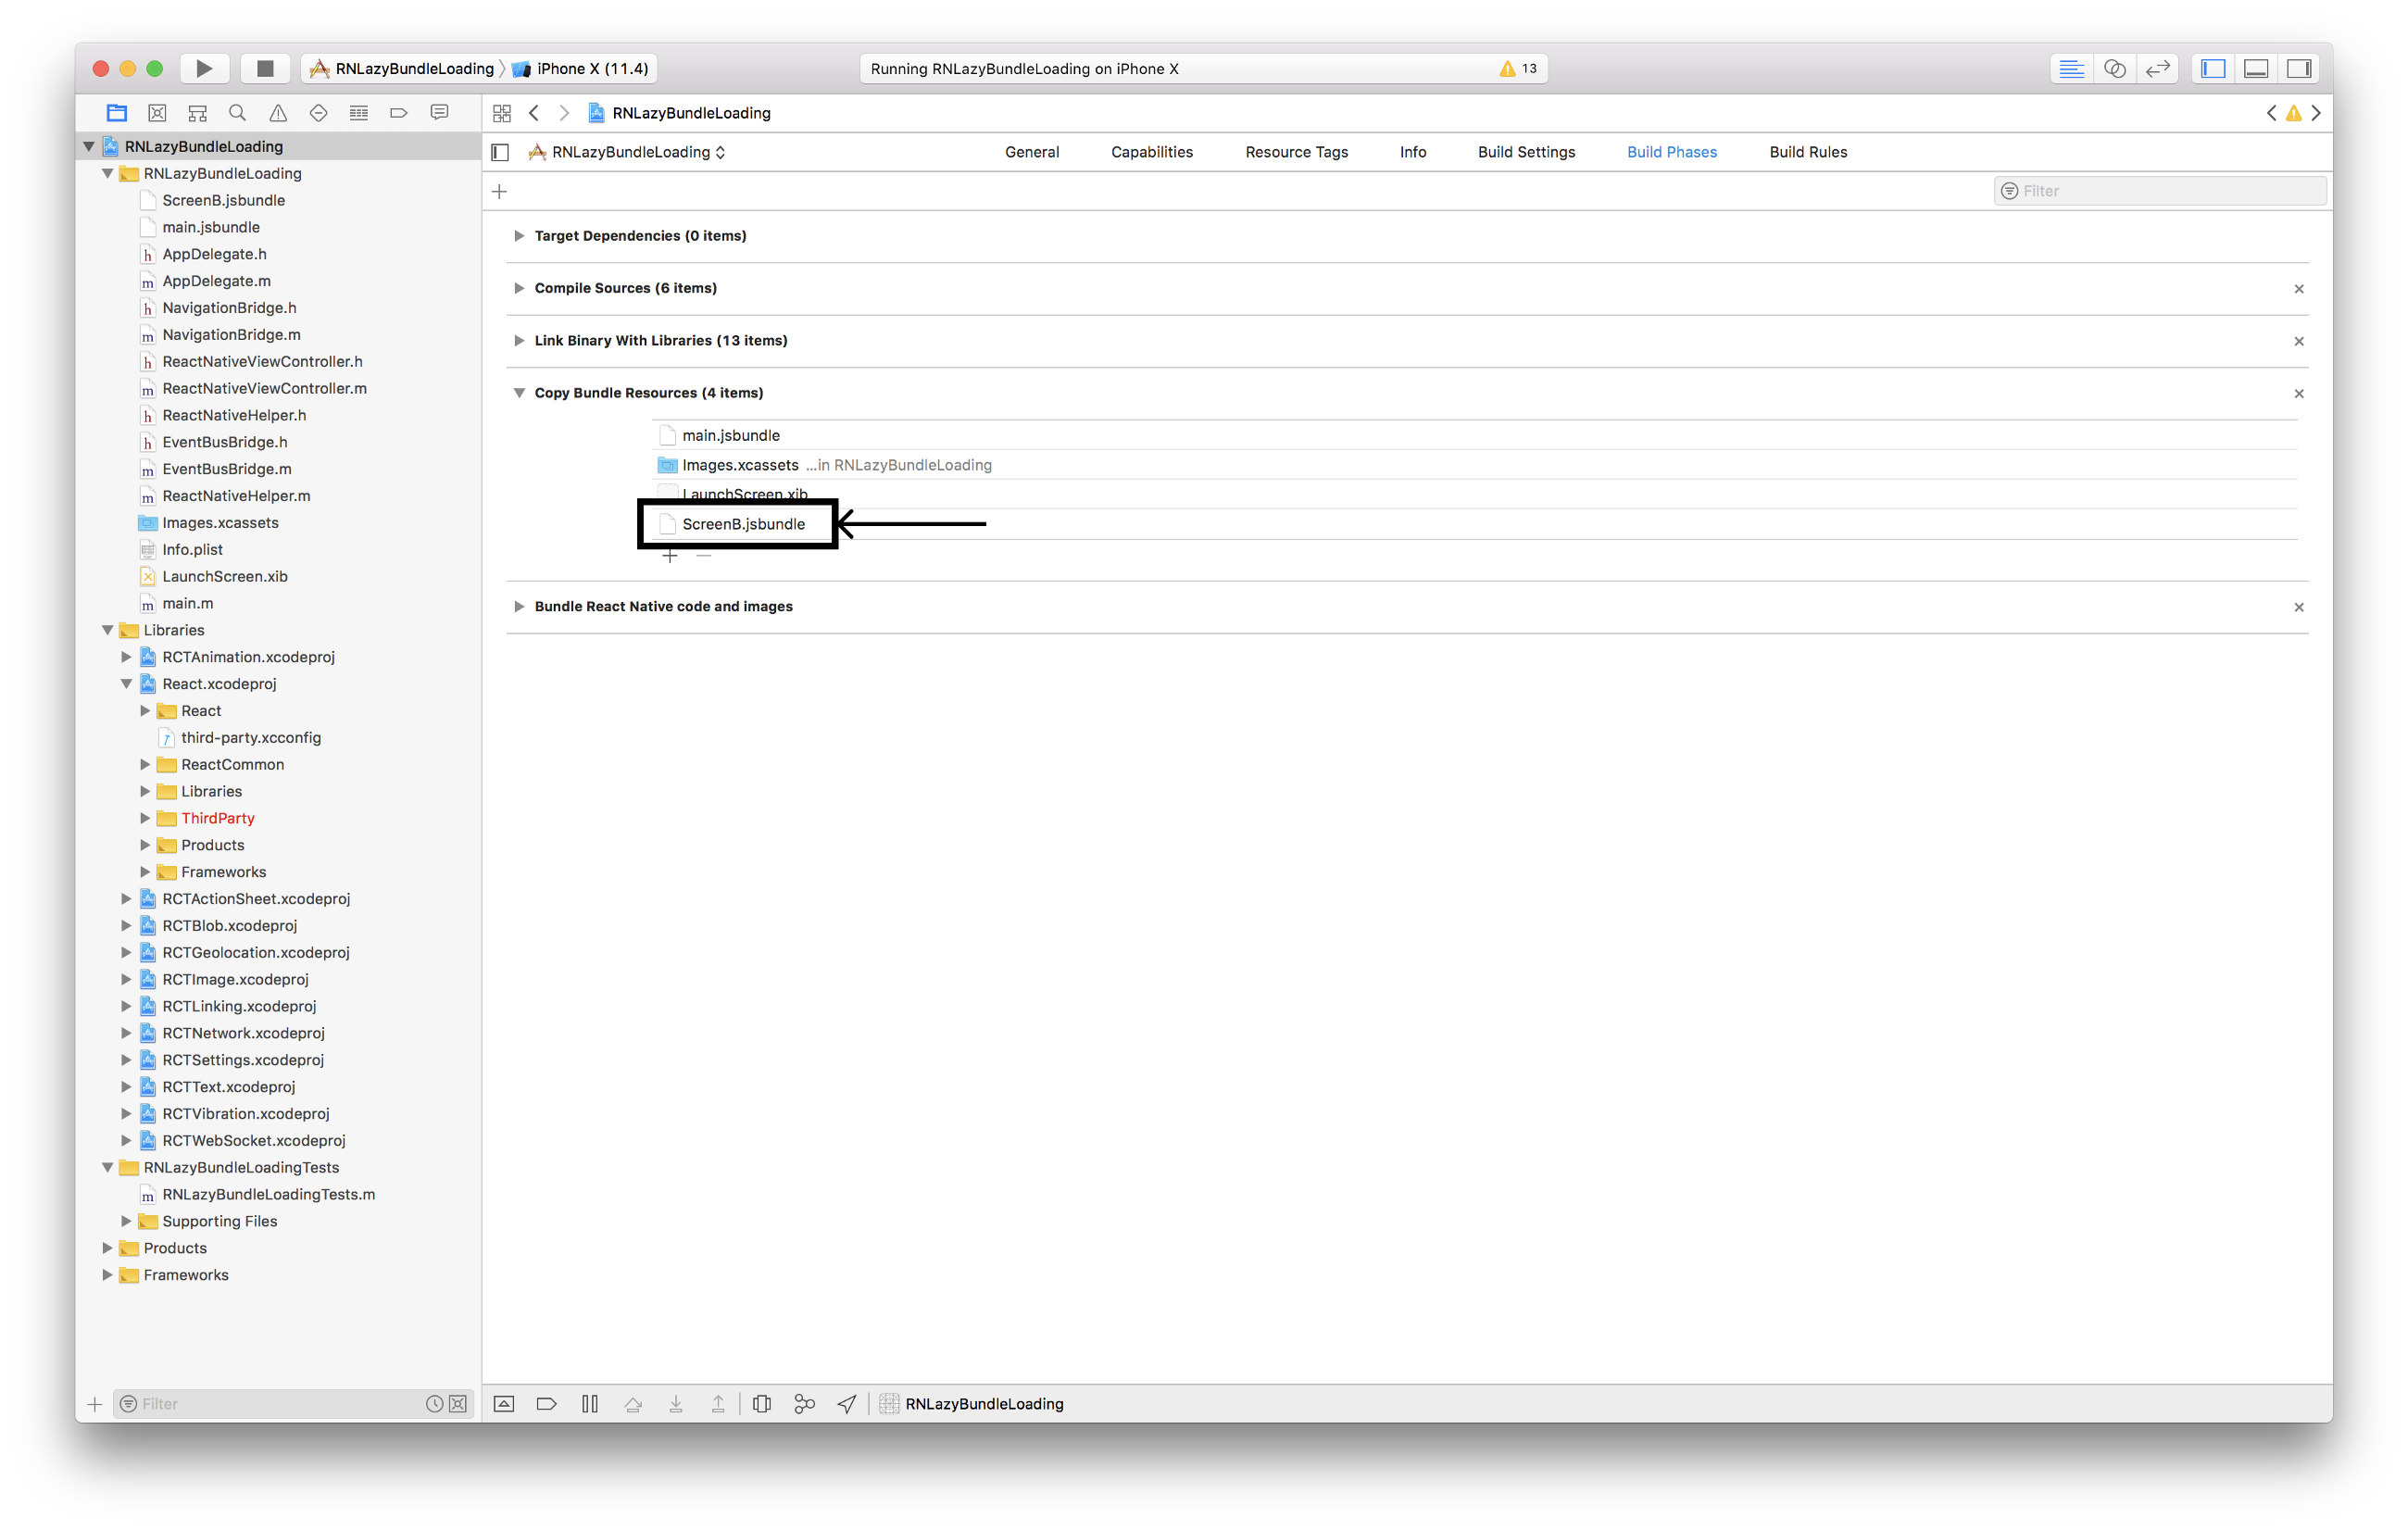 RNLazyBundleLoading iPhone X (11.4)
Running RNLazyBundleLoading on iPhone X 13
RNLazyBundleLoading
RNLazyBundleLoading
ScreenB.jsbundle
main.jsbundle
AppDelegate.h
AppDelegate.m
NavigationBridge.h
NavigationBridge.m
ReactNativeViewController.h
ReactNativeViewController.m
ReactNativeHelper.h
EventBusBridge.h
EventBusBridge.m
ReactNativeHelper.m
Images.xcassets
Info.plist
LaunchScreen.xib
main.m
Libraries
RCTAnimation.xcodeproj
React.xcodeproj
React
third-party.xcconfig
ReactCommon
Libraries
ThirdParty
Products
Frameworks
RCTActionSheet.xcodeproj
RCTBlob.xcodeproj
RCTGeolocation.xcodeproj
RCTImage.xcodeproj
RCTLinking.xcodeproj
RCTNetwork.xcodeproj
RCTSettings.xcodeproj
RCTText.xcodeproj
RCTVibration.xcodeproj
RCTWebSocket.xcodeproj
RNLazyBundleLoadingTests
RNLazyBundleLoadingTests.m
Supporting Files
Products
Frameworks
Filter
RNLazyBundleLoading
RNLazyBundleLoading General Capabilities Resource Tags Info Build Settings Build Phases Build Rules
Filter
Target Dependencies (0 items)
Compile Sources (6 items)
Link Binary With Libraries (13 items)
Copy Bundle Resources (4 items)
main.jsbundle
Images.xcassets ...in RNLazyBundleLoading
LaunchScreen.xib
ScreenB.jsbundle
Bundle React Native code and images
RNLazyBundleLoading